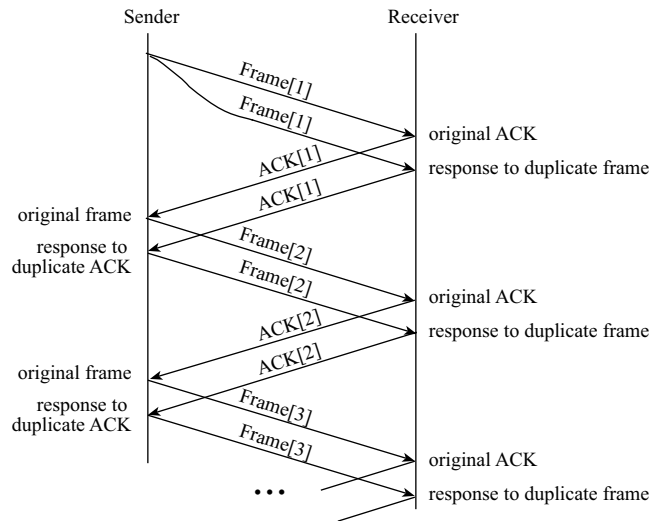 Sender
Receiver
Frame[1]
Frame[1]
original ACK
ACK[1]
response to duplicate frame
ACK[1]
original frame
response to
duplicate ACK
Frame[2]
Frame[2]
original ACK
ACK[2]
response to duplicate frame
ACK[2]
original frame
response to
duplicate ACK
Frame[3]
Frame[3]
original ACK
...
response to duplicate frame